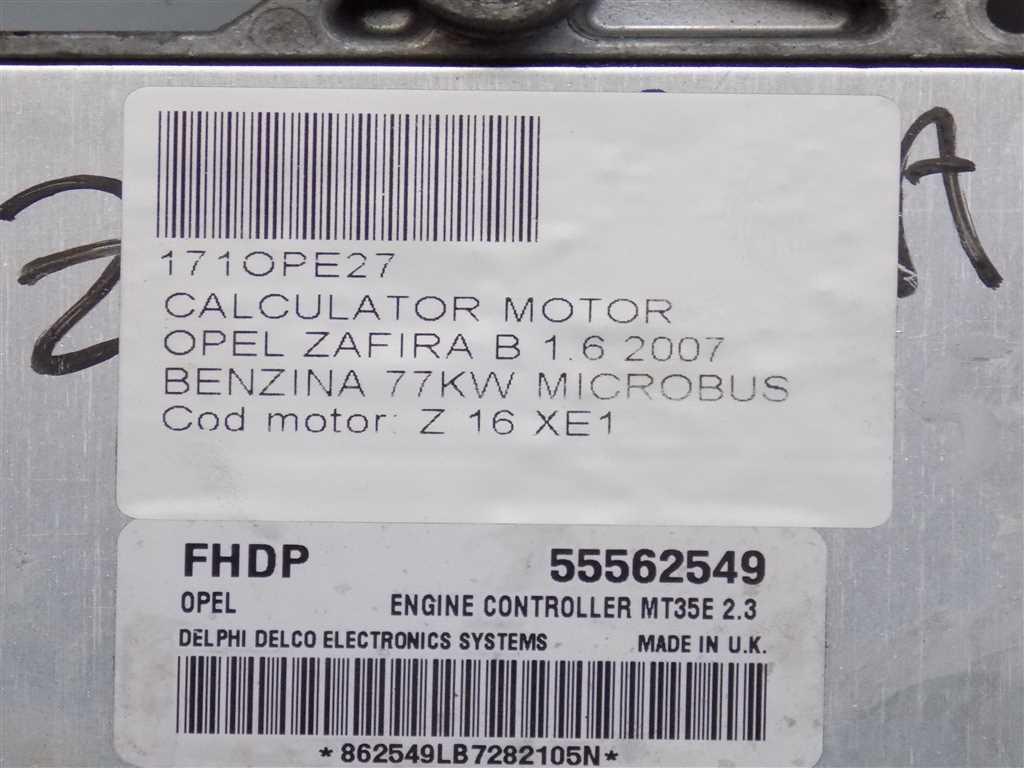 171OPE27
CALCULATOR MOTOR
OPEL ZAFIRA B 1.6 2007
BENZINA 77KW MICROBUS
Cod motor: Z 16 XE1
FHDP 55562549
OPEL ENGINE CONTROLLER MT35E 2.3
DELPHI DELCO ELECTRONICS SYSTEMS MADE IN U.K.
*862549LB7282105N*